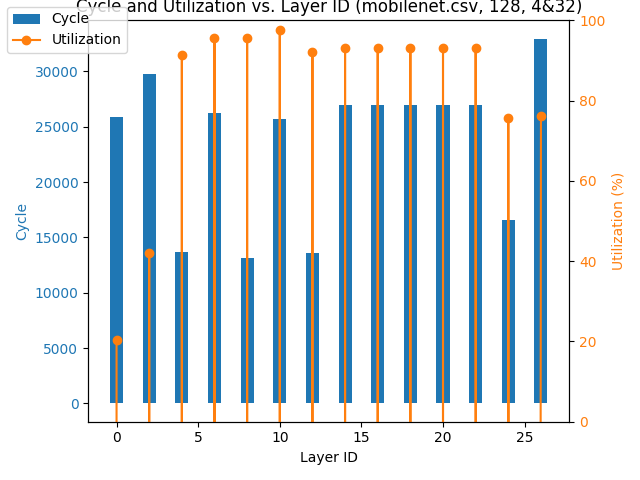 Cycle and Utilization vs. Layer ID (mobilenet.csv, 128, 4&32)
Cycle
Utilization
30000
25000
20000
15000
10000
5000
0
Cycle
100
80
60
40
20
0
Utilization (%)
0 5 10 15 20 25
Layer ID